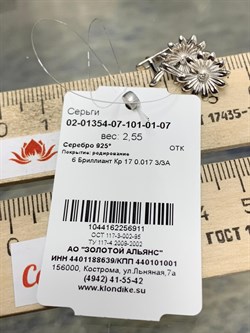 Серьги
02-01354-07-101-01-07
вес: 2,55
Серебро 925°
ОТК
Покрытие: родирование
6 Бриллиант Кр 17 0.017 3/3А
1044162256911
ОСТ 117-3-002-95
ТУ 117-4.2099-2002
АО "ЗОЛОТОЙ АЛЬЯНС"
ИНН 4401188639/КПП 440101001
156000, Кострома, ул.Льняная,7а
(4942) 41-55-42
www.klondike.su
17435-